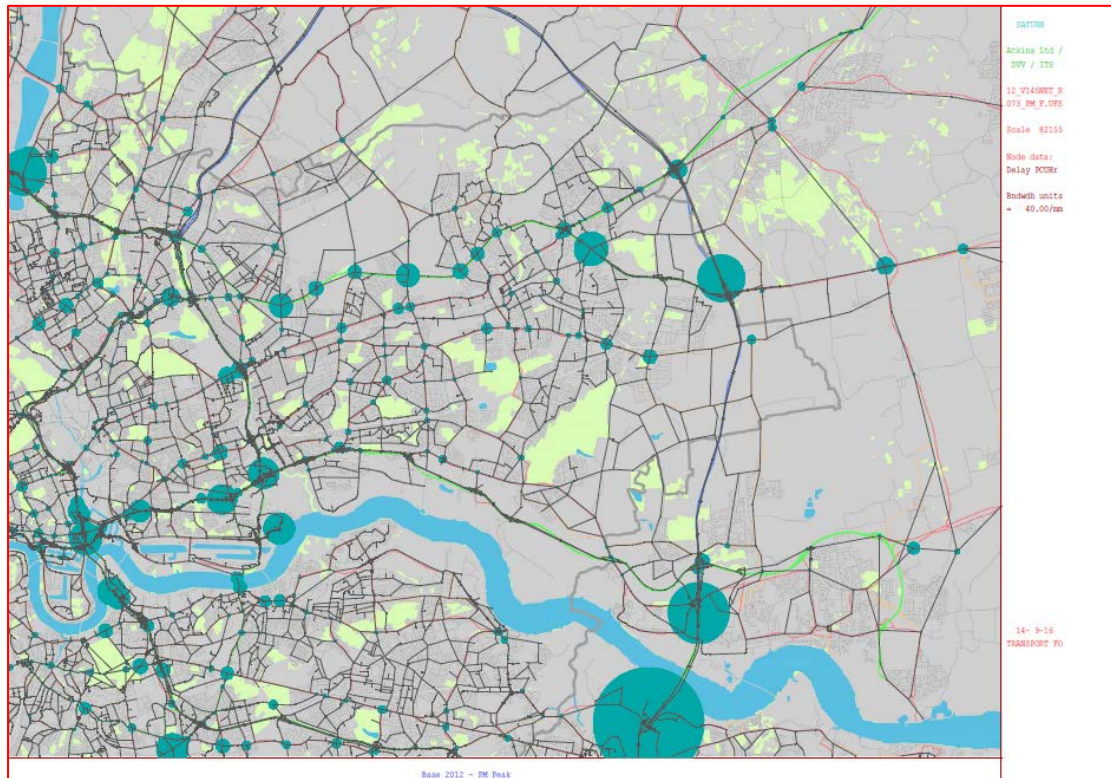 SATURN
Atkins Ltd /
DVV / ITS
12_V145NET_R
073_PM_F.UFS
Scale 82155
Node data:
Delay PCUHr
Bndwdh units
= 40.00/mm
14- 9-16
TRANSPORT FO
Base 2012 - PM Peak